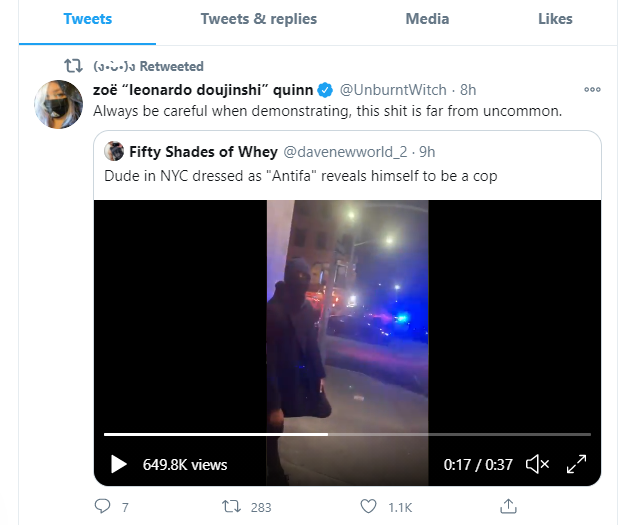 Tweets Tweets & replies Media Likes
(ง•̀ᴗ•́)ง Retweeted
zoë “leonardo doujinshi” quinn @UnburntWitch · 8h
Always be careful when demonstrating, this shit is far from uncommon.
Fifty Shades of Whey @davenewworld_2 · 9h
Dude in NYC dressed as "Antifa" reveals himself to be a cop
649.8K views 0:17 / 0:37
7 283 1.1K